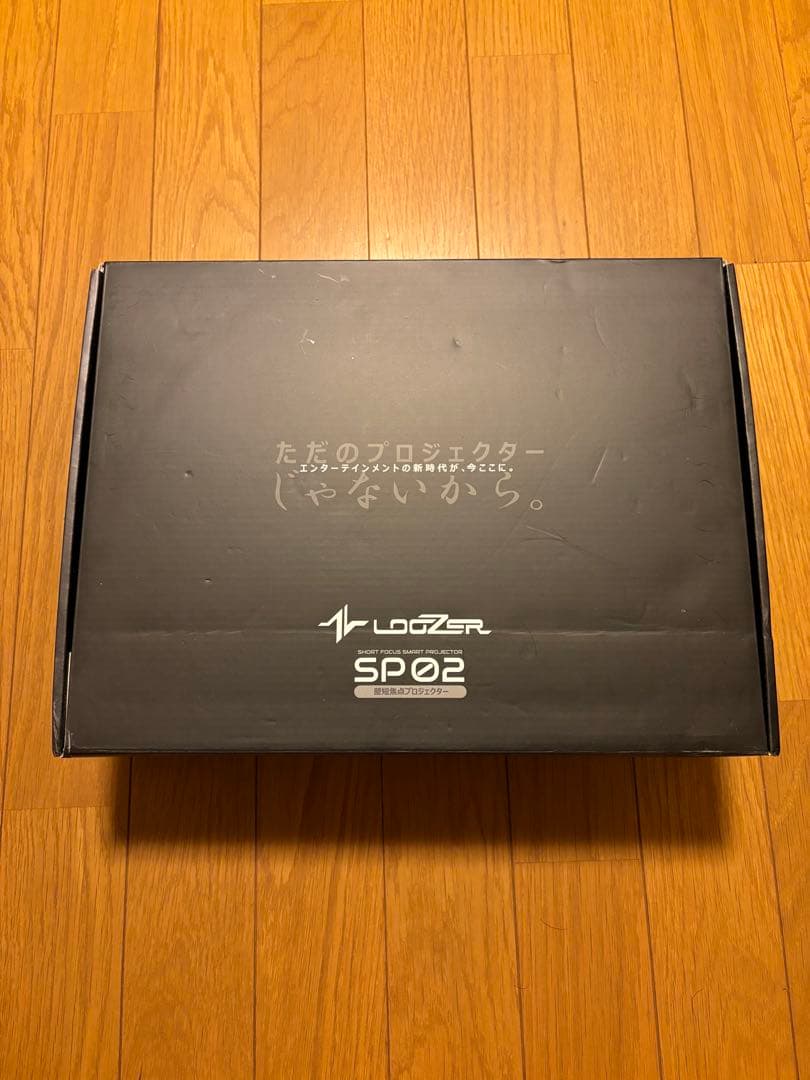 ただのプロジェクター
エンターテインメントの新時代が、今ここに。
じゃないから。
LOOZER
SHORT FOCUS SMART PROJECTOR
SP02
超短焦点プロジェクター